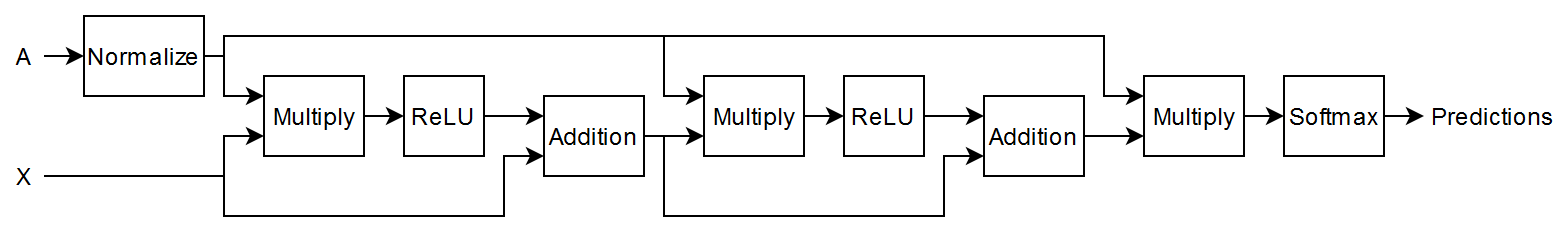 A
Normalize
Multiply
ReLU
Addition
Multiply
ReLU
Addition
Multiply
Softmax
Predictions
X